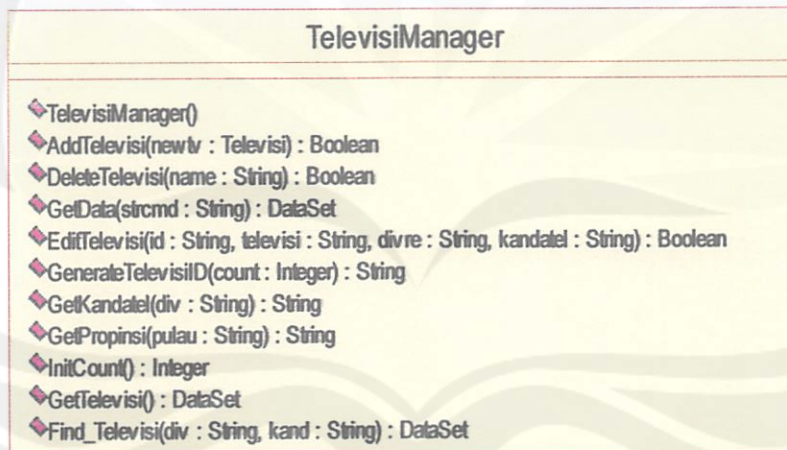 TelevisiManager
TelevisiManager()
AddTelevisi(newtv : Televisi) : Boolean
DeleteTelevisi(name : String) : Boolean
GetData(strcmd : String) : DataSet
EditTelevisi(id : String, televisi : String, divre : String, kandatel : String) : Boolean
GenerateTelevisiID(count : Integer) : String
GetKandatel(div : String) : String
GetPropinsi(pulau : String) : String
InitCount() : Integer
GetTelevisi() : DataSet
Find_Televisi(div : String, kand : String) : DataSet